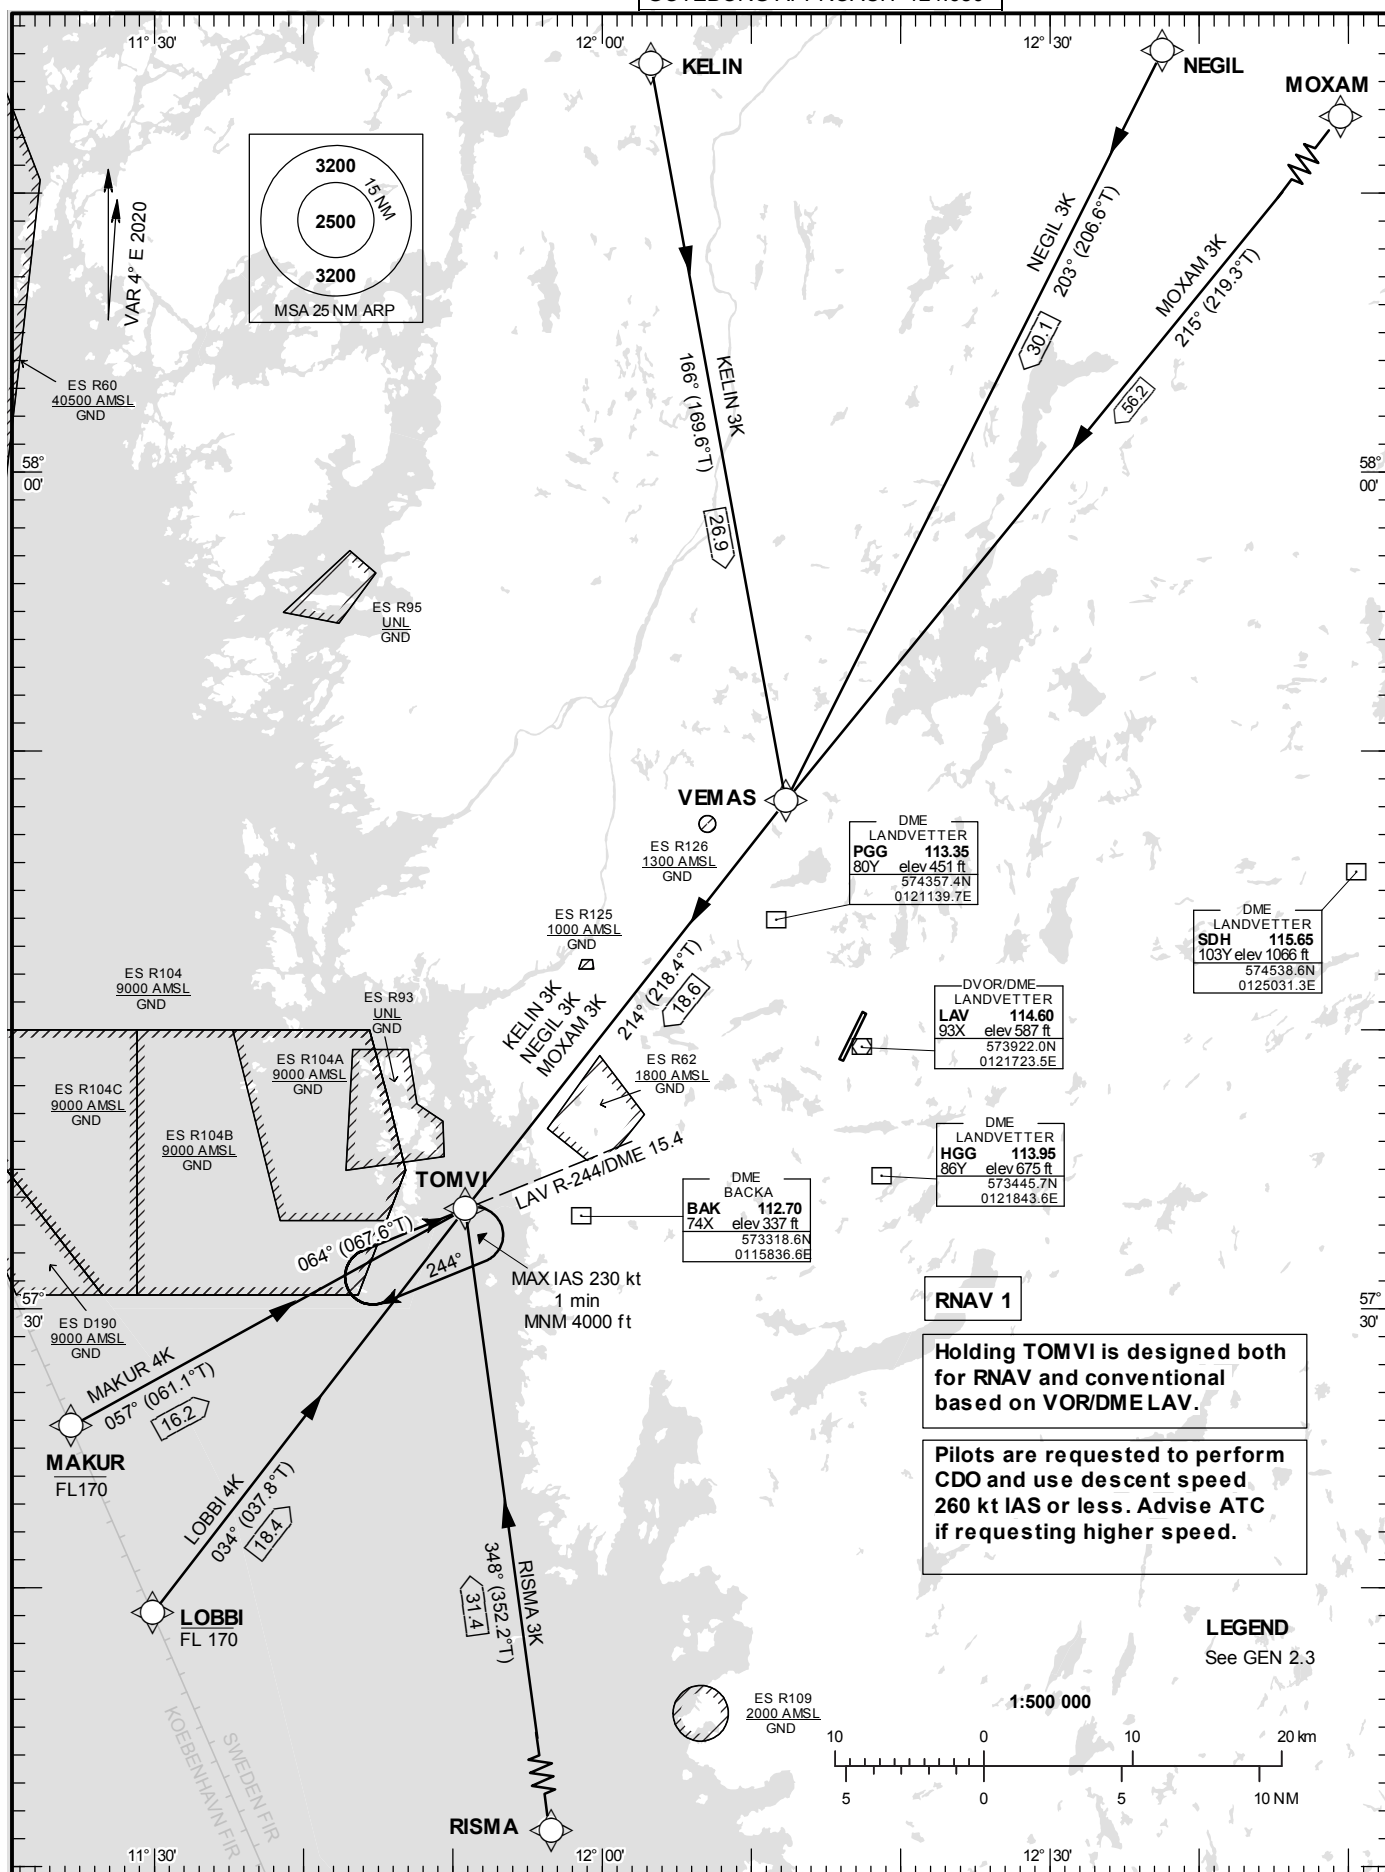 11° 30'
12° 00'
12° 30'
KELIN
NEGIL
MOXAM
3200
15 NM
2500
3200
MSA 25 NM ARP
VAR 4° E 2020
NEGIL 3K
203° (206.6°T)
30.1
MOXAM 3K
215° (219.3°T)
56.2
KELIN 3K
166° (169.6°T)
26.9
ES R60
40500 AMSL
GND
58°
00'
58°
00'
ES R95
UNL
GND
VEMAS
ES R126
1300 AMSL
GND
DME
LANDVETTER
PGG 113.35
80Y elev 451 ft
574357.4N
0121139.7E
DME
LANDVETTER
SDH 115.65
103Y elev 1066 ft
574538.6N
0125031.3E
ES R125
1000 AMSL
GND
ES R104
9000 AMSL
GND
ES R93
UNL
GND
KELIN 3K
NEGIL 3K
MOXAM 3K
214° (218.4°T)
18.6
DVOR/DME
LANDVETTER
LAV 114.60
93X elev 587 ft
573922.0N
0121723.5E
ES R104A
9000 AMSL
GND
ES R62
1800 AMSL
GND
ES R104C
9000 AMSL
GND
ES R104B
9000 AMSL
GND
DME
LANDVETTER
HGG 113.95
86Y elev 675 ft
573445.7N
0121843.6E
TOMVI
LAV R-244/DME 15.4
DME
BACKA
BAK 112.70
74X elev 337 ft
573318.6N
0115836.6E
064° (067.6°T)
244°
MAX IAS 230 kt
1 min
MNM 4000 ft
57°
30'
57°
30'
ES D190
9000 AMSL
GND
RNAV 1
Holding TOMVI is designed both
for RNAV and conventional
based on VOR/DME LAV.
MAKUR 4K
057° (061.1°T)
16.2
MAKUR
FL170
Pilots are requested to perform
CDO and use descent speed
260 kt IAS or less. Advise ATC
if requesting higher speed.
LOBBI 4K
034° (037.8°T)
18.4
LOBBI
FL 170
RISMA 3K
348° (352.2°T)
31.4
LEGEND
See GEN 2.3
ES R109
2000 AMSL
GND
1:500 000
10 0 10 20 km
5 0 5 10 NM
SWEDEN FIR
KOEBENHAVN FIR
RISMA
11° 30'
12° 00'
12° 30'